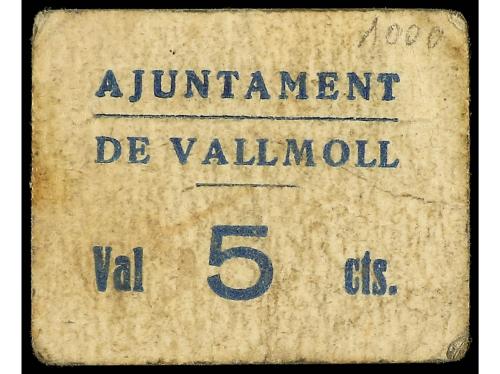 1000
AJUNTAMENT
DE VALLMOLL
Val 5 cts.